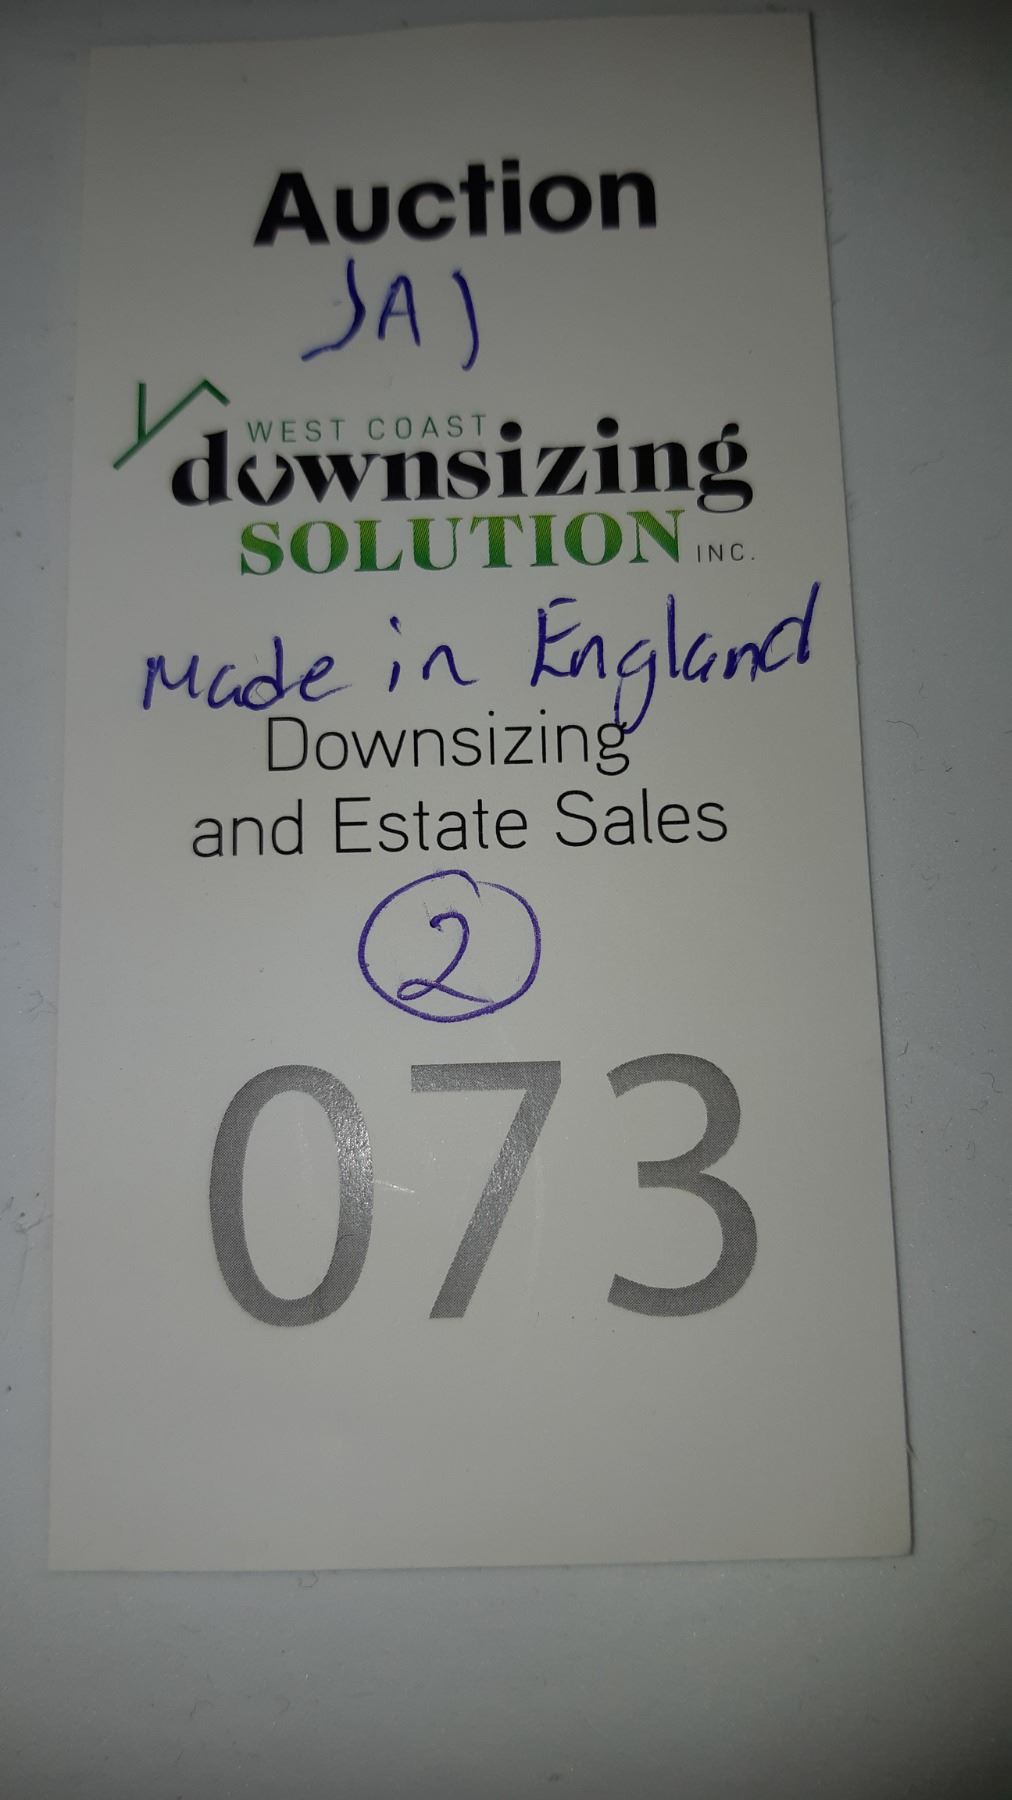 Auction
JAJ
WEST COAST
downsizing
SOLUTION INC.
Made in England
Downsizing
and Estate Sales
2
073